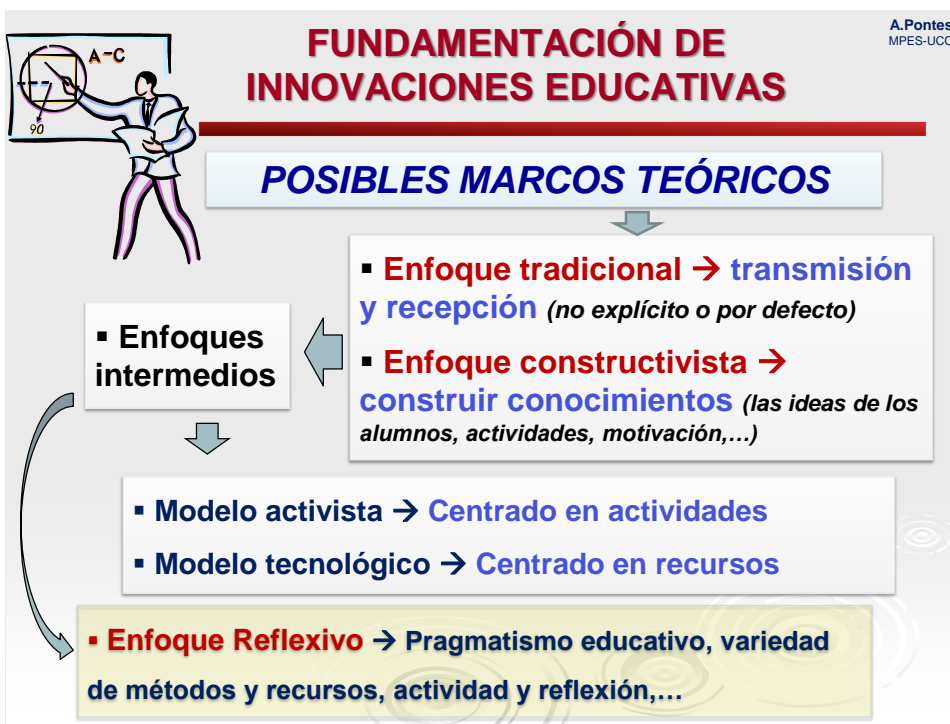 A-C
90
FUNDAMENTACIÓN DE
INNOVACIONES EDUCATIVAS
A.Pontes
MPES-UCO
POSIBLES MARCOS TEÓRICOS
▪ Enfoque tradicional → transmisión
y recepción (no explícito o por defecto)
▪ Enfoque constructivista →
construir conocimientos (las ideas de los
alumnos, actividades, motivación,…)
▪ Enfoques
intermedios
▪ Modelo activista → Centrado en actividades
▪ Modelo tecnológico → Centrado en recursos
▪ Enfoque Reflexivo → Pragmatismo educativo, variedad
de métodos y recursos, actividad y reflexión,…